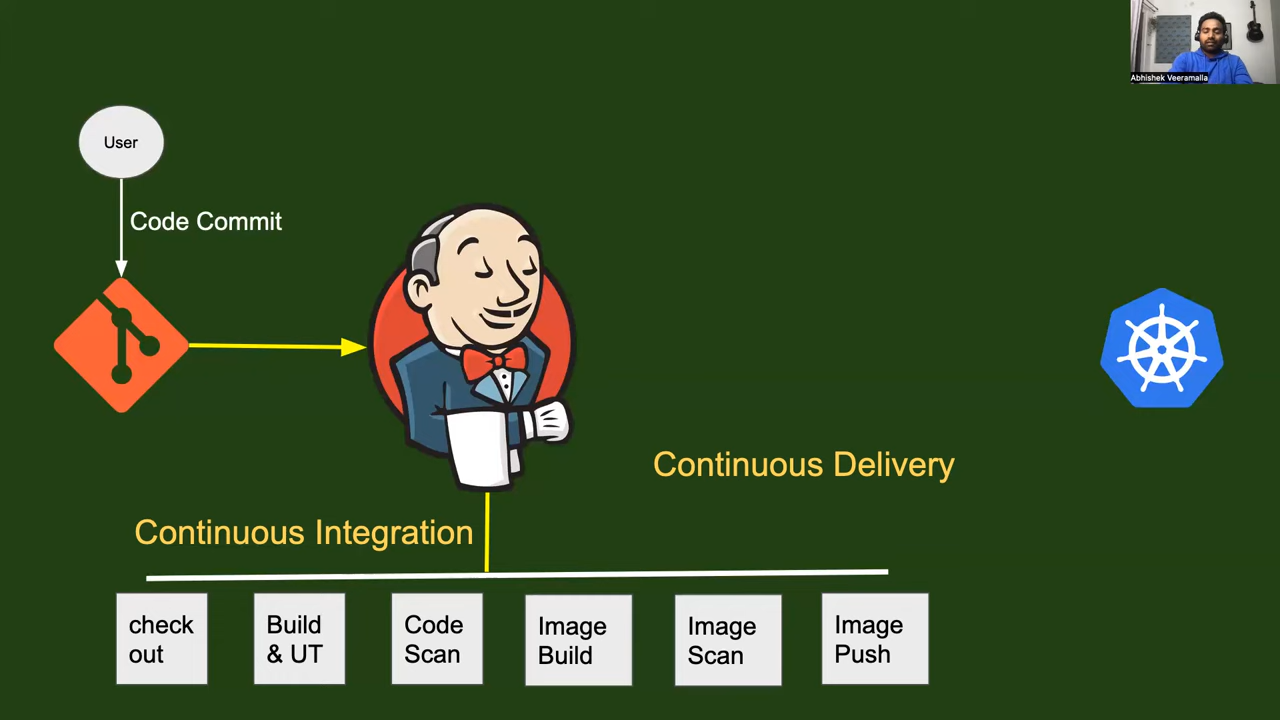 Abhishek Veeramalla
User
Code Commit
Continuous Delivery
Continuous Integration
check
out
Build
& UT
Code
Scan
Image
Build
Image
Scan
Image
Push